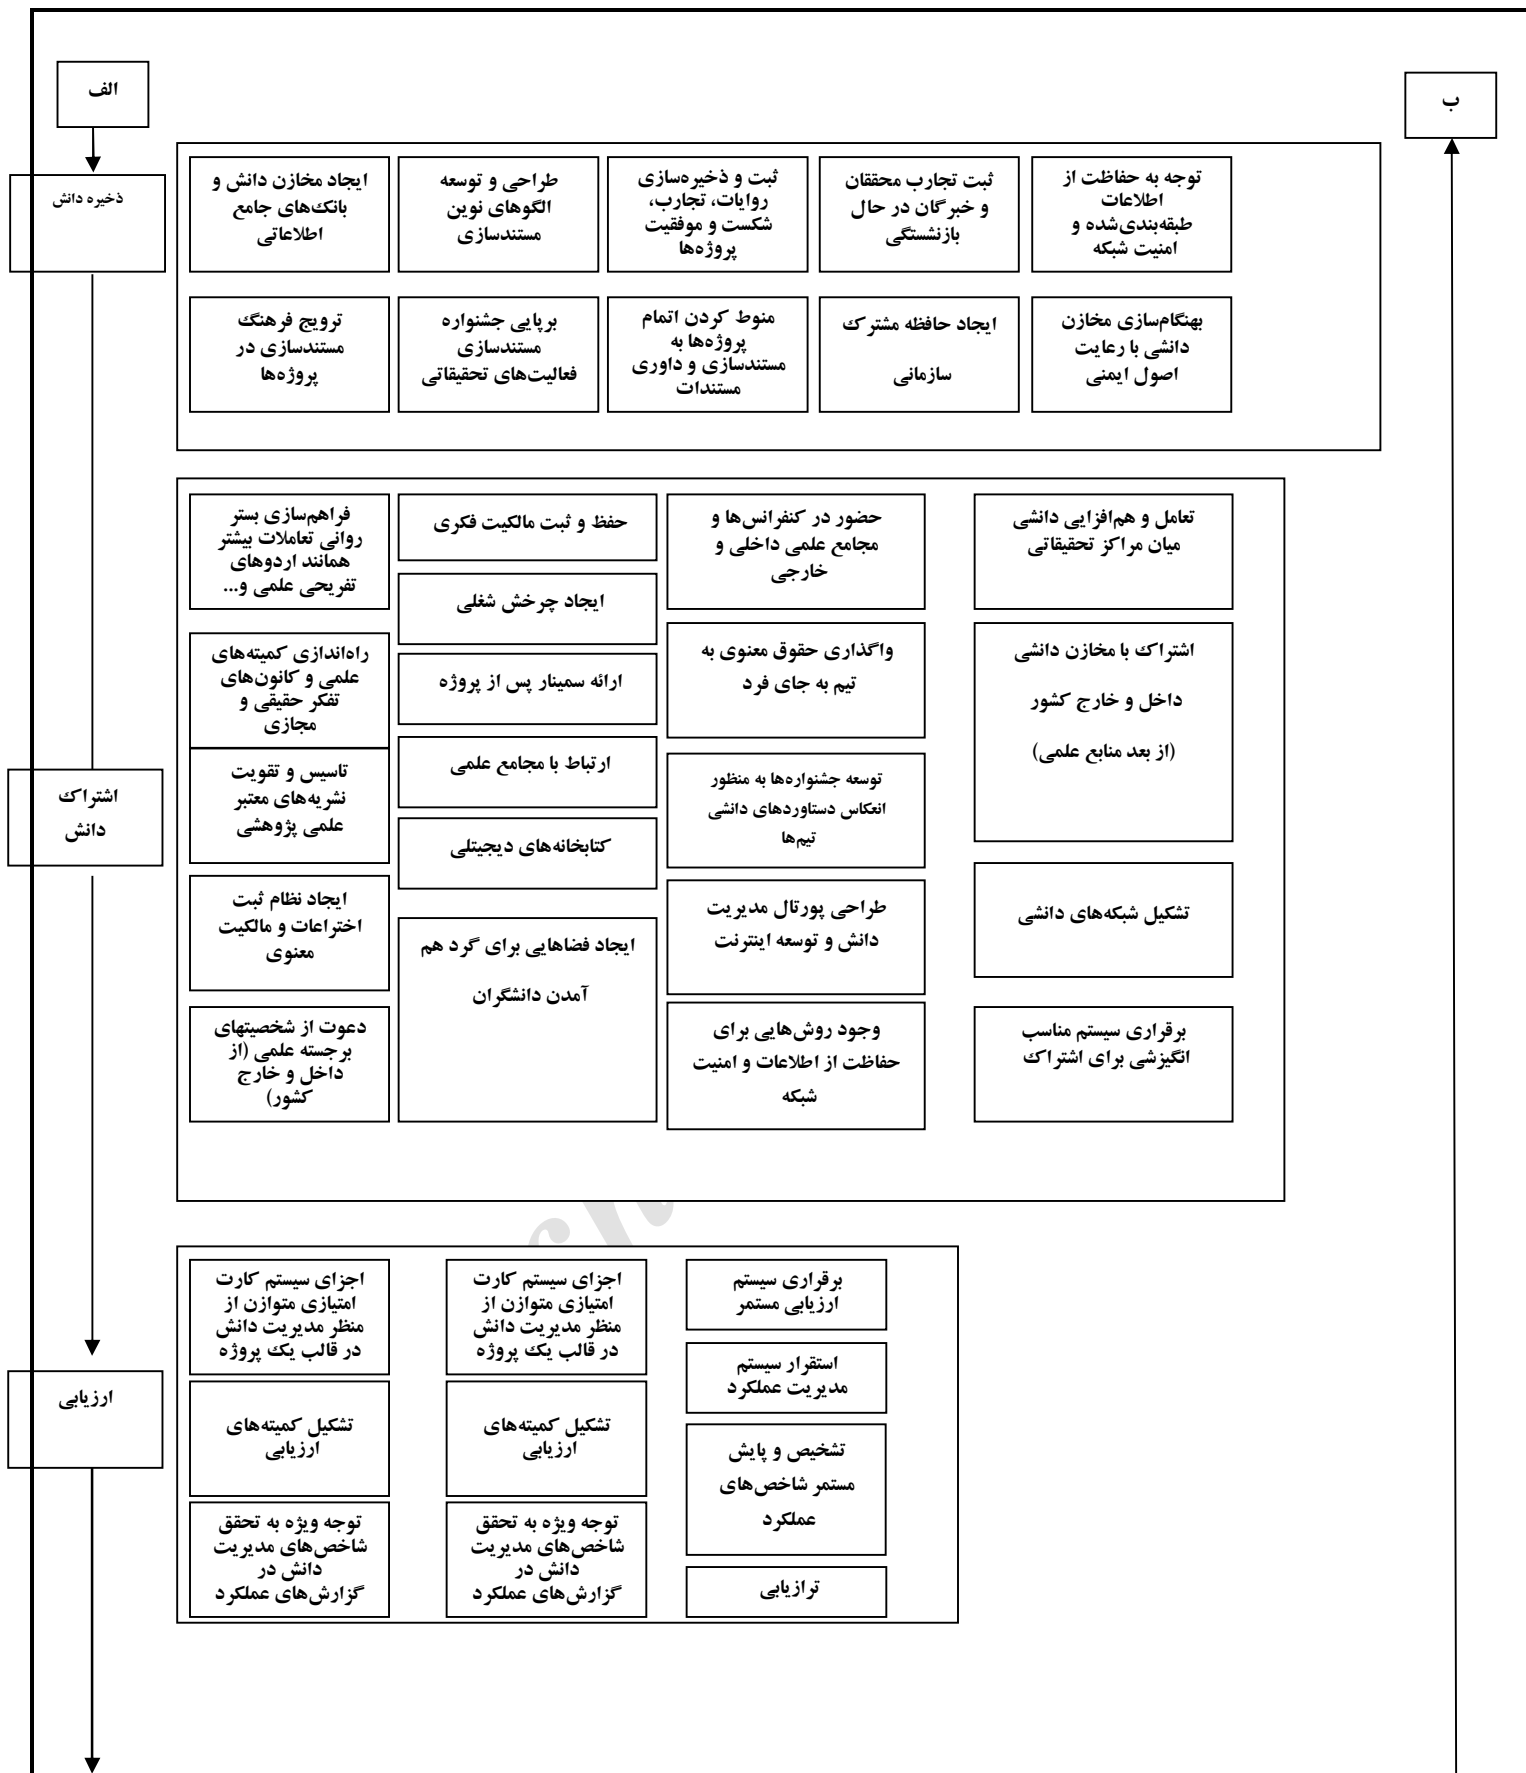 الف
ب
ذخیره دانش
توجه به حفاظت از
اطلاعات
طبقه‌بندی‌شده و
امنیت شبکه
ثبت تجارب محققان
و خبرگان در حال
بازنشستگی
ثبت و ذخیره‌سازی
روایات، تجارب،
شکست و موفقیت
پروژه‌ها
طراحی و توسعه
الگوهای نوین
مستندسازی
ایجاد مخازن دانش و
بانک‌های جامع
اطلاعاتی
بهنگام‌سازی مخازن
دانشی با رعایت
اصول ایمنی
ایجاد حافظه مشترک
سازمانی
منوط کردن اتمام
پروژه‌ها به
مستندسازی و داوری
مستندات
برپایی جشنواره
مستندسازی
فعالیت‌های تحقیقاتی
ترویج فرهنگ
مستندسازی در
پروژه‌ها
اشتراک
دانش
تعامل و هم‌افزایی دانشی
میان مراکز تحقیقاتی
اشتراک با مخازن دانشی
داخل و خارج کشور
(از بعد منابع علمی)
تشکیل شبکه‌های دانشی
برقراری سیستم مناسب
انگیزشی برای اشتراک
حضور در کنفرانس‌ها و
مجامع علمی داخلی و
خارجی
واگذاری حقوق معنوی به
تیم به جای فرد
توسعه جشنواره‌ها به منظور
انعکاس دستاوردهای دانشی
تیم‌ها
طراحی پورتال مدیریت
دانش و توسعه اینترنت
وجود روش‌هایی برای
حفاظت از اطلاعات و امنیت
شبکه
حفظ و ثبت مالکیت فکری
ایجاد چرخش شغلی
ارائه سمینار پس از پروژه
ارتباط با مجامع علمی
کتابخانه‌های دیجیتلی
ایجاد فضاهایی برای گرد هم
آمدن دانشگران
فراهم‌سازی بستر
روانی تعاملات بیشتر
همانند اردوهای
تفریحی علمی و...
راه‌اندازی کمیته‌های
علمی و کانون‌های
تفکر حقیقی و
مجازی
تاسیس و تقویت
نشریه‌های معتبر
علمی پژوهشی
ایجاد نظام ثبت
اختراعات و مالکیت
معنوی
دعوت از شخصیتهای
برجسته علمی (از
داخل و خارج
کشور)
ارزیابی
برقراری سیستم
ارزیابی مستمر
استقرار سیستم
مدیریت عملکرد
تشخیص و پایش
مستمر شاخص‌های
عملکرد
ترازیابی
اجزای سیستم کارت
امتیازی متوازن از
منظر مدیریت دانش
در قالب یک پروژه
تشکیل کمیته‌های
ارزیابی
توجه ویژه به تحقق
شاخص‌های مدیریت
دانش در
گزارش‌های عملکرد
اجزای سیستم کارت
امتیازی متوازن از
منظر مدیریت دانش
در قالب یک پروژه
تشکیل کمیته‌های
ارزیابی
توجه ویژه به تحقق
شاخص‌های مدیریت
دانش در
گزارش‌های عملکرد